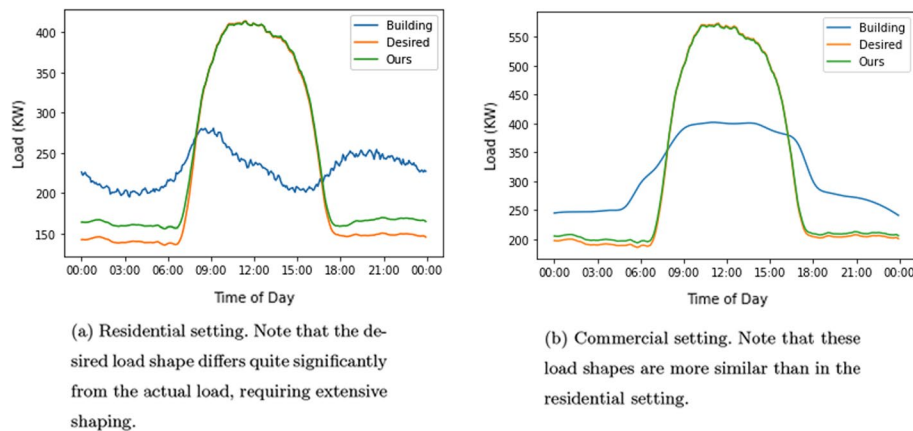 400
350
300
250
200
150
Load (KW)
Building
Desired
Ours
00:00 03:00 06:00 09:00 12:00 15:00 18:00 21:00 00:00
Time of Day
(a) Residential setting. Note that the de-
sired load shape differs quite significantly
from the actual load, requiring extensive
shaping.
550
500
450
400
350
300
250
200
Load (KW)
Building
Desired
Ours
00:00 03:00 06:00 09:00 12:00 15:00 18:00 21:00 00:00
Time of Day
(b) Commercial setting. Note that these
load shapes are more similar than in the
residential setting.